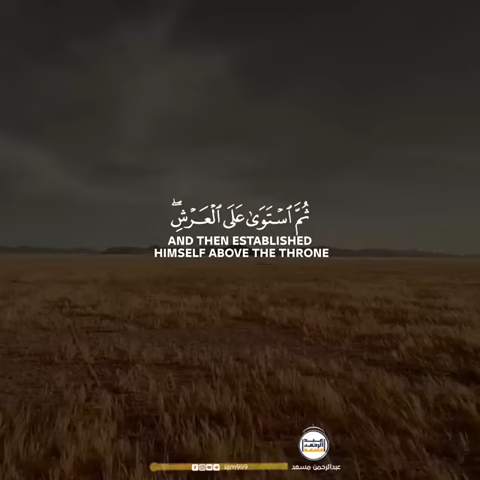 ثُمَّ ٱسۡتَوَىٰ عَلَى ٱلۡعَرۡشِۖ
AND THEN ESTABLISHED
HIMSELF ABOVE THE THRONE
عبدالرحمن مسعد